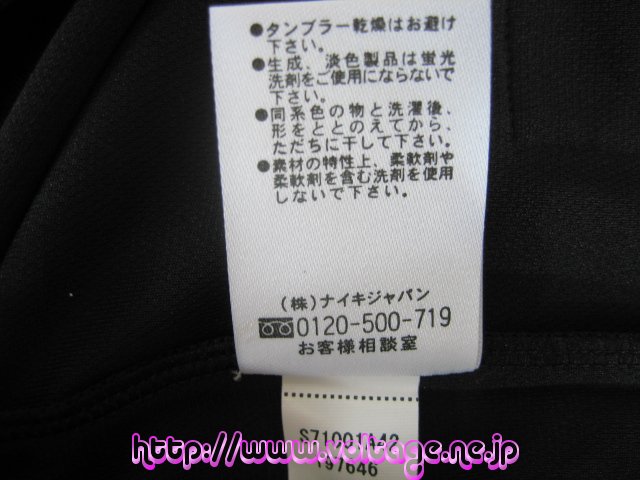 ●タンブラー乾燥はお避け
下さい。
●生成、淡色製品は蛍光
洗剤をご使用にならないで
下さい。
●同系色の物と洗濯後、
形をととのえてから、
ただちに干して下さい。
●素材の特性上、柔軟剤や
柔軟剤を含む洗剤を使用
しないで下さい。
(株)ナイキジャパン
0120-500-719
お客様相談室
S71001A42
197646
http://www.voltage.ne.jp